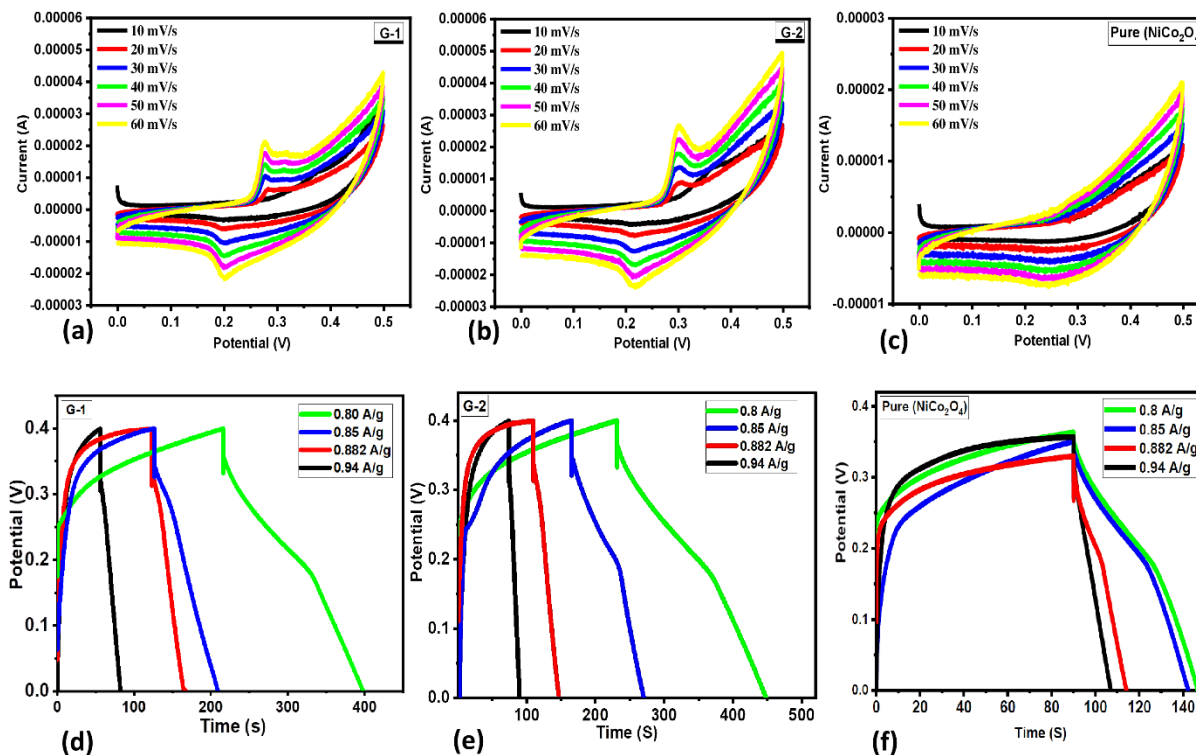 G-1
10 mV/s
20 mV/s
30 mV/s
40 mV/s
50 mV/s
60 mV/s
0.00006
0.00005
0.00004
0.00003
0.00002
0.00001
0.00000
-0.00001
-0.00002
-0.00003
Current (A)
0.0 0.1 0.2 0.3 0.4 0.5
Potential (V)
(a)
G-2
10 mV/s
20 mV/s
30 mV/s
40 mV/s
50 mV/s
60 mV/s
0.00006
0.00005
0.00004
0.00003
0.00002
0.00001
0.00000
-0.00001
-0.00002
-0.00003
Current (A)
0.0 0.1 0.2 0.3 0.4 0.5
Potential (V)
(b)
Pure (NiCo₂O
10 mV/s
20 mV/s
30 mV/s
40 mV/s
50 mV/s
60 mV/s
0.00003
0.00002
0.00001
0.00000
-0.00001
Current (A)
0.0 0.1 0.2 0.3 0.4 0.5
Potential (V)
(c)
G-1
0.80 A/g
0.85 A/g
0.882 A/g
0.94 A/g
0.4
0.3
0.2
0.1
0.0
Potential (V)
0 100 200 300 400
Time (S)
(d)
G-2
0.8 A/g
0.85 A/g
0.882 A/g
0.94 A/g
0.4
0.3
0.2
0.1
0.0
Potential (V)
0 100 200 300 400 500
Time (S)
(e)
Pure (NiCo₂O₄)
0.8 A/g
0.85 A/g
0.882 A/g
0.94 A/g
0.4
0.3
0.2
0.1
0.0
Potential (V)
0 20 40 60 80 100 120 140
Time (S)
(f)